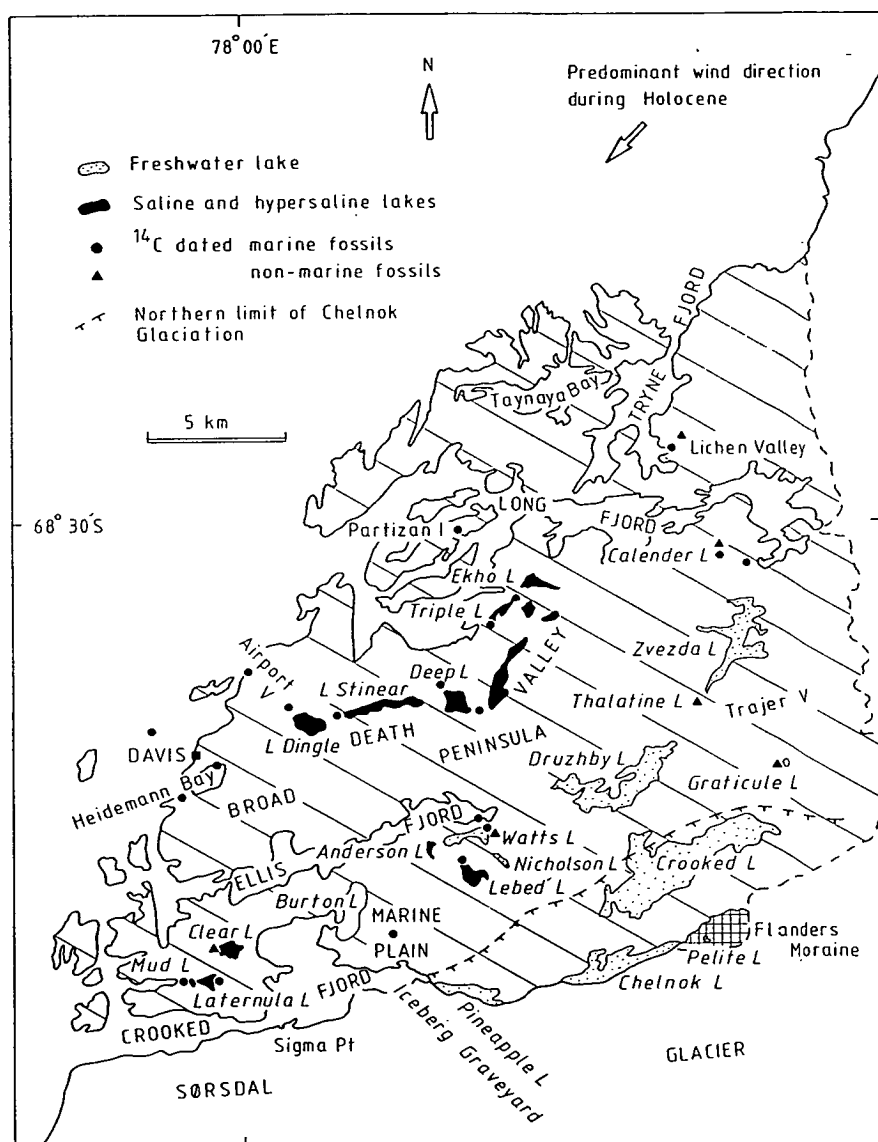 78°00'E
N
Predominant wind direction
during Holocene
Freshwater lake
Saline and hypersaline lakes
14C dated marine fossils
non-marine fossils
Northern limit of Chelnok
Glaciation
5 km
FJORD
TRYNE
Taynaya Bay
Lichen Valley
LONG
FJORD
68°30'S
Partizan I
Calender L
Ekho L
Triple L
Zvezda L
VALLEY
Airport
V
Deep L
L Stinear
Thalatine L
Trajer V
L Dingle
DEATH
PENINSULA
DAVIS
Druzhby L
Graticule L
Heidemann Bay
BROAD
FJORD
Watts L
Anderson L
Nicholson L
Crooked L
ELLIS
Lebed' L
Burton L
MARINE
PLAIN
Clear L
Flanders
Moraine
Mud L
Pelite L
Chelnok L
Laternula L
FJORD
CROOKED
Pineapple L
Iceberg Graveyard
Sigma Pt
GLACIER
SØRSDAL